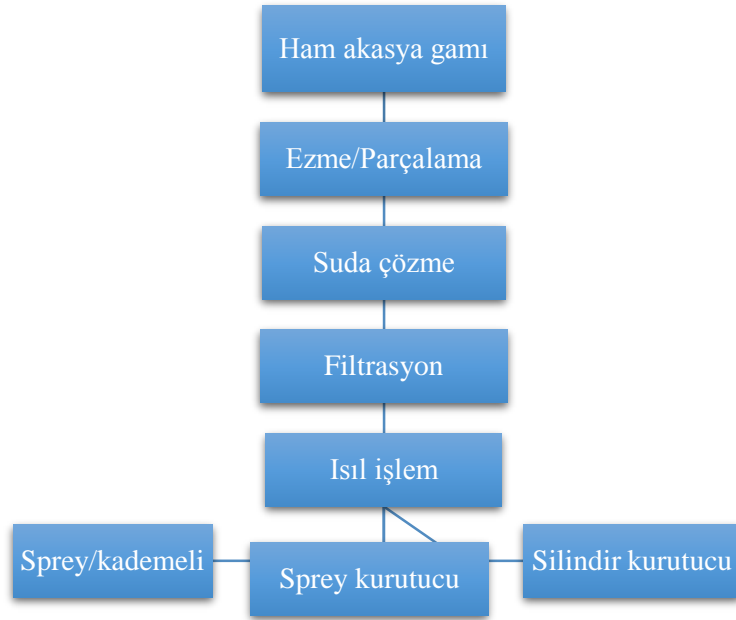 Ham akasya gamı
Ezme/Parçalama
Suda çözme
Filtrasyon
Isıl işlem
Sprey/kademeli
Sprey kurutucu
Silindir kurutucu